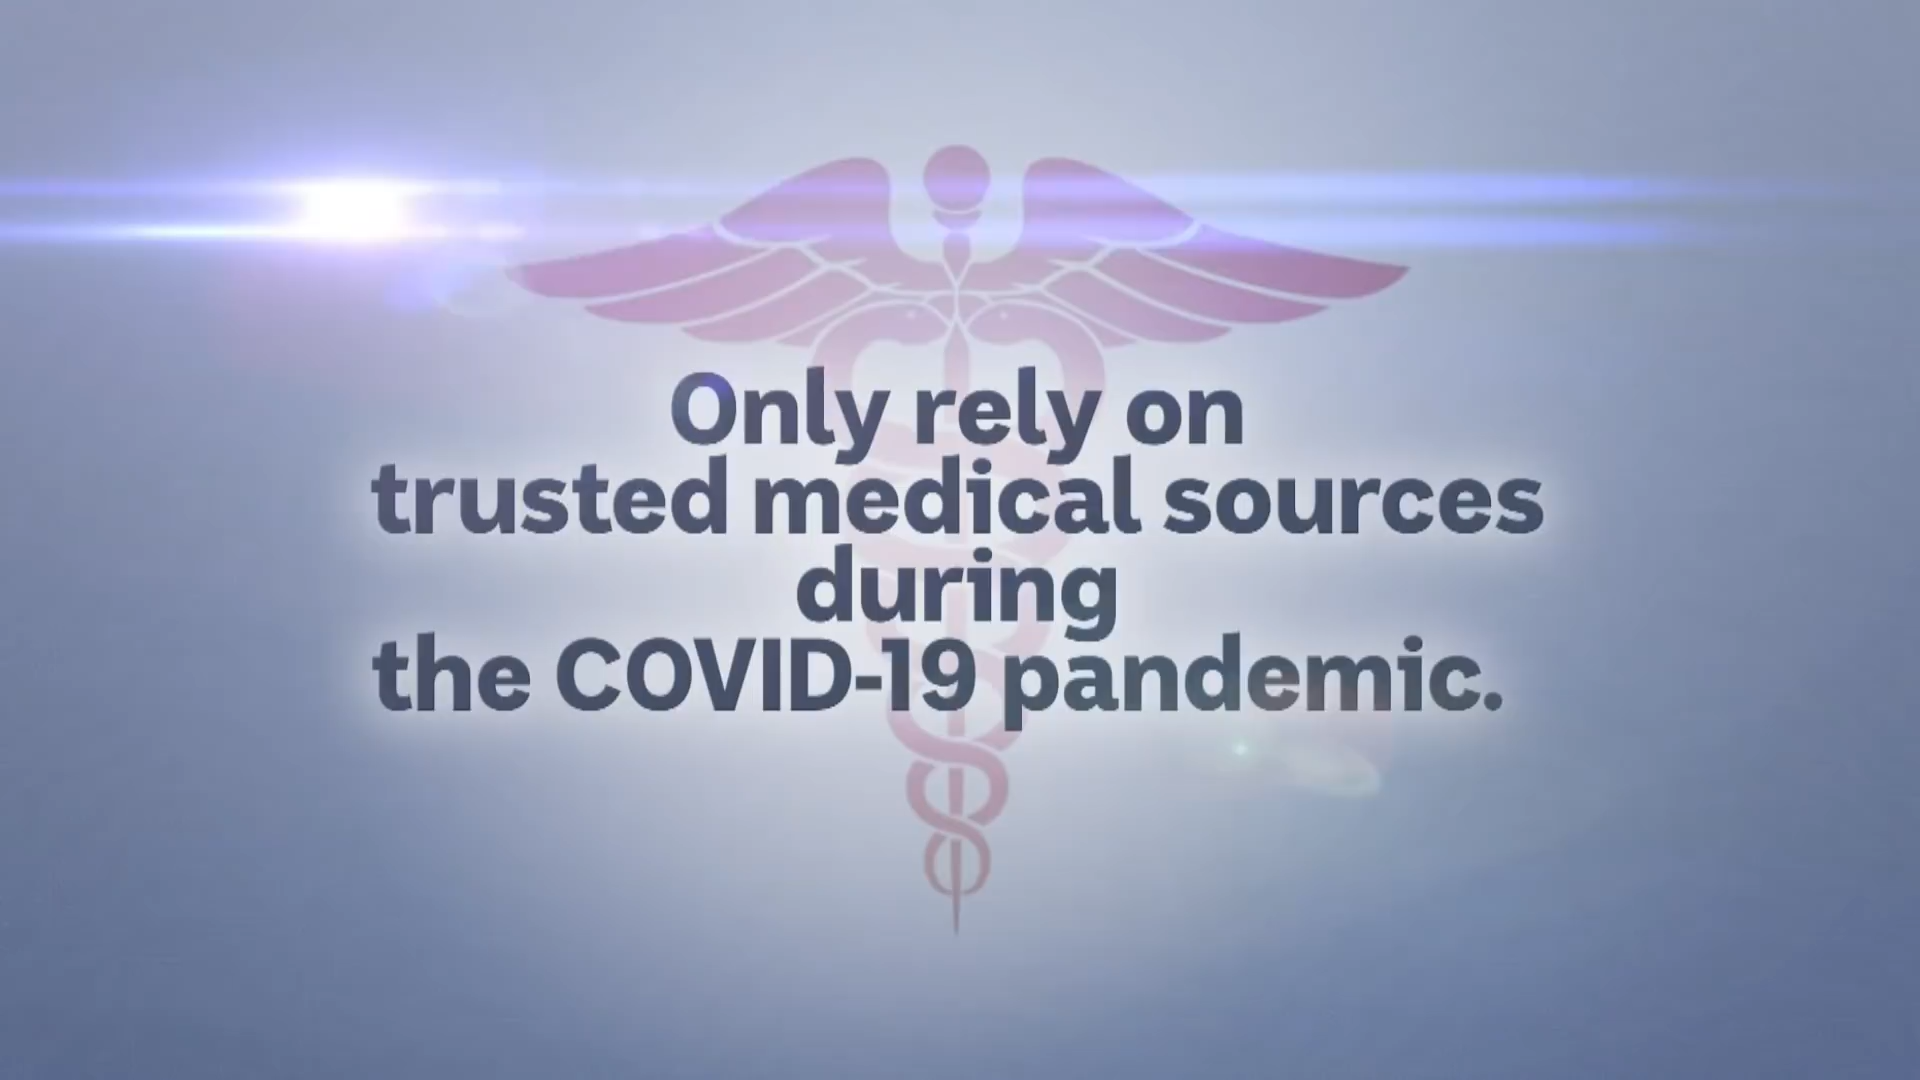 Only rely on
trusted medical sources
during
the COVID-19 pandemic.